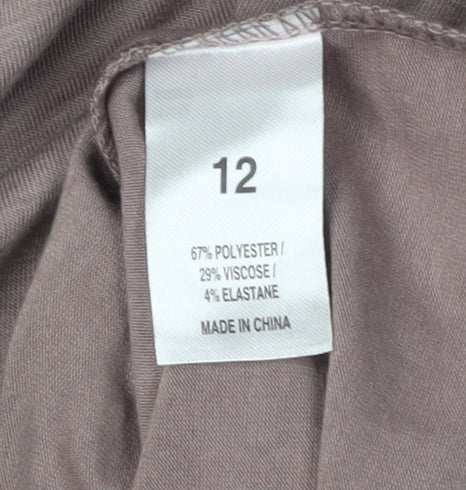 12
67% POLYESTER /
29% VISCOSE /
4% ELASTANE
MADE IN CHINA